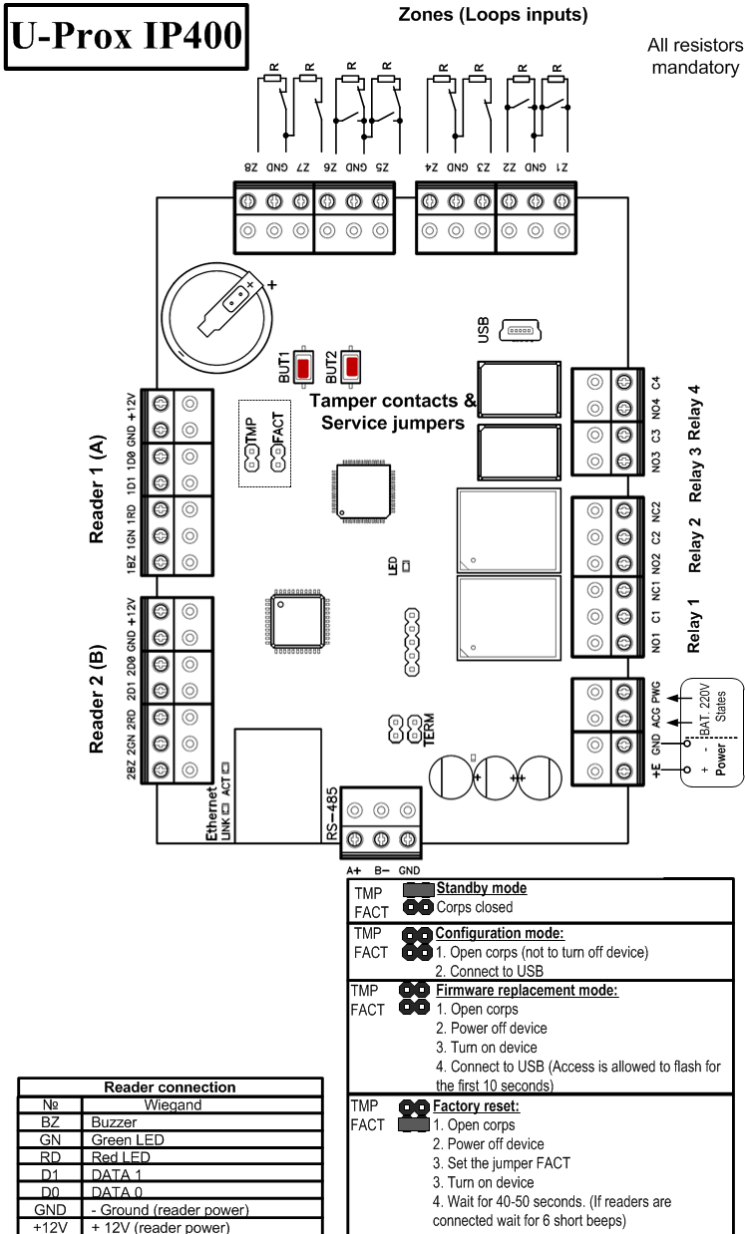 U-Prox IP400
Zones (Loops inputs)
All resistors
mandatory
R R R R R R R R
Z8 GND Z7 Z6 GND Z5 Z4 GND Z3 Z2 GND Z1
USB
BUT1
BUT2
Tamper contacts &
Service jumpers
TMP
FACT
Reader 1 (A)
1BZ 1GN 1RD 1D1 1D0 GND +12V
Reader 2 (B)
2BZ 2GN 2RD 2D1 2D0 GND +12V
LED
TERM
NO3 C3 NO4 C4
Relay 3 Relay 4
NO2 C2 NC2
Relay 2
NO1 C1 NC1
Relay 1
+E GND ACG PWG
BAT. 220V
States
+ -
Power
Ethernet
LINK ACT
RS-485
A+ B- GND
+
-
+
++
TMP
FACT
Standby mode
Corps closed
TMP
FACT
Configuration mode:
1. Open corps (not to turn off device)
2. Connect to USB
TMP
FACT
Firmware replacement mode:
1. Open corps
2. Power off device
3. Turn on device
4. Connect to USB (Access is allowed to flash for
the first 10 seconds)
TMP
FACT
Factory reset:
1. Open corps
2. Power off device
3. Set the jumper FACT
3. Turn on device
4. Wait for 40-50 seconds. (If readers are
connected wait for 6 short beeps)
Reader connection
№ Wiegand
BZ Buzzer
GN Green LED
RD Red LED
D1 DATA 1
D0 DATA 0
GND - Ground (reader power)
+12V + 12V (reader power)